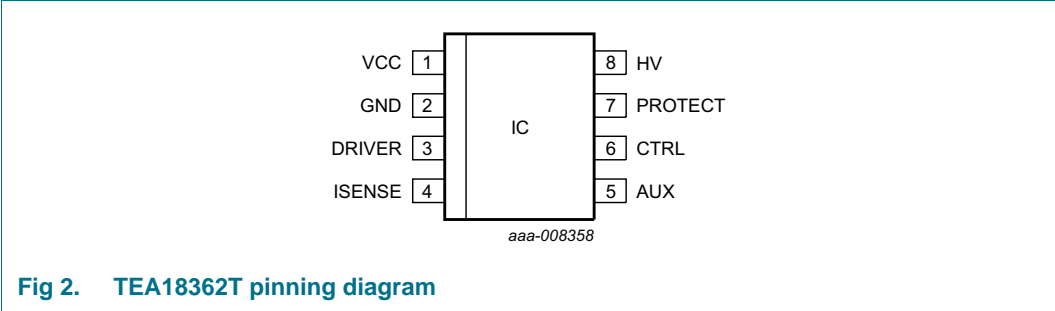 VCC 1 8 HV
GND 2 7 PROTECT
IC
DRIVER 3 6 CTRL
ISENSE 4 5 AUX
aaa-008358
Fig 2. TEA18362T pinning diagram